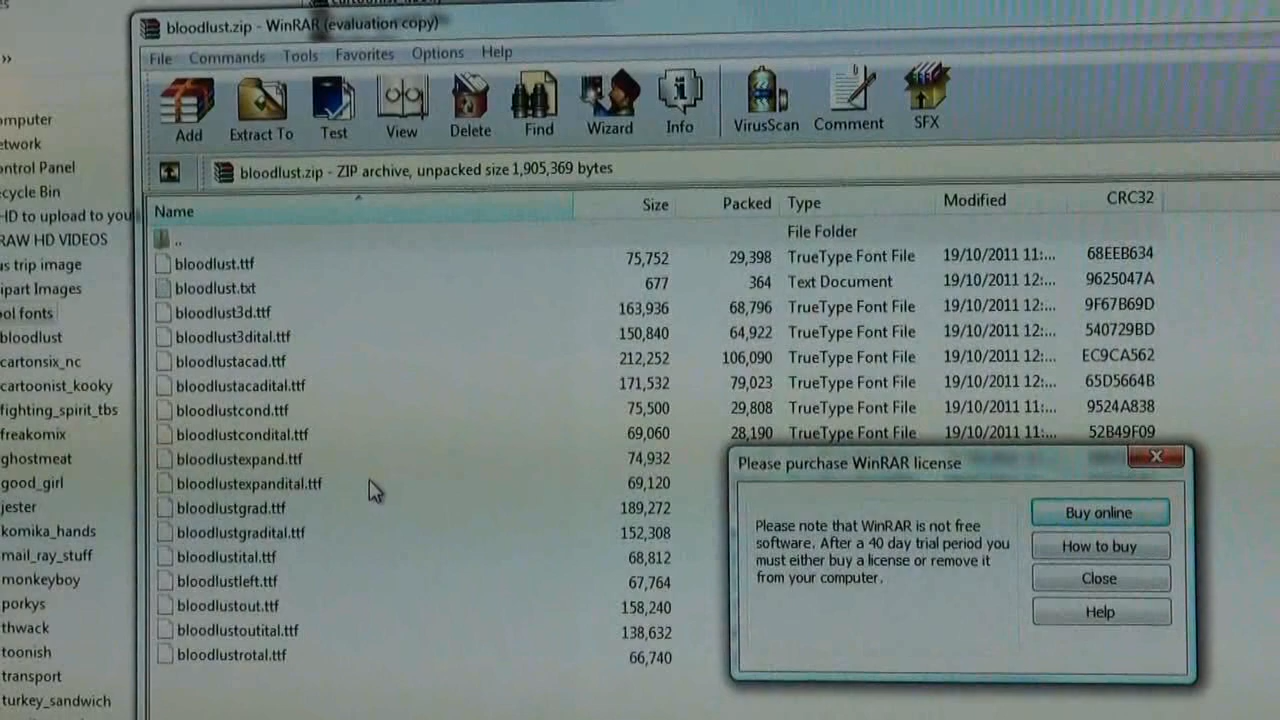 bloodlust.zip - WinRAR (evaluation copy)
File Commands Tools Favorites Options Help
Add Extract To Test View Delete Find Wizard Info VirusScan Comment SFX
bloodlust.zip - ZIP archive, unpacked size 1,905,369 bytes
Name Size Packed Type Modified CRC32
.. File Folder
bloodlust.ttf 75,752 29,398 TrueType Font File 19/10/2011 11:... 68EEB634
bloodlust.txt 677 364 Text Document 19/10/2011 12:... 9625047A
bloodlust3d.ttf 163,936 68,796 TrueType Font File 19/10/2011 12:... 9F67B69D
bloodlust3dital.ttf 150,840 64,922 TrueType Font File 19/10/2011 12:... 540729BD
bloodlustacad.ttf 212,252 106,090 TrueType Font File 19/10/2011 12:... EC9CA562
bloodlustacadital.ttf 171,532 79,023 TrueType Font File 19/10/2011 12:... 65D5664B
bloodlustcond.ttf 75,500 29,808 TrueType Font File 19/10/2011 12:... 9524A838
bloodlustcondital.ttf 69,060 28,190 TrueType Font File 19/10/2011 12:... 52B49F09
bloodlustexpand.ttf 74,932
bloodlustexpandital.ttf 69,120
bloodlustgrad.ttf 189,272
bloodlustgradital.ttf 152,308
bloodlustital.ttf 68,812
bloodlustleft.ttf 67,764
bloodlustout.ttf 158,240
bloodlustoutital.ttf 138,632
bloodlustrotal.ttf 66,740
omputer
etwork
ontrol Panel
ecycle Bin
HD to upload to you
RAW HD VIDEOS
us trip image
lipart Images
ool fonts
bloodlust
cartonsix_nc
cartoonist_kooky
fighting_spirit_tbs
freakomix
ghostmeat
good_girl
jester
komika_hands
mail_ray_stuff
monkeyboy
porkys
thwack
toonish
transport
turkey_sandwich
Please purchase WinRAR license
Please note that WinRAR is not free
software. After a 40 day trial period you
must either buy a license or remove it
from your computer.
Buy online
How to buy
Close
Help